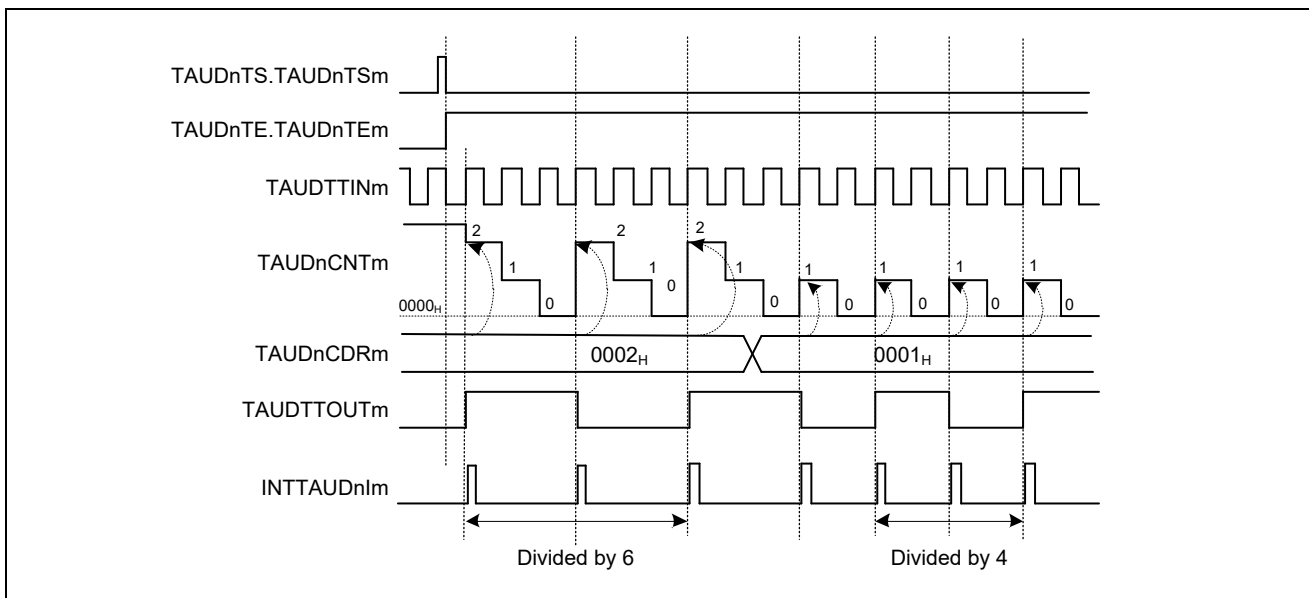 TAUDnTS.TAUDnTSm
TAUDnTE.TAUDnTEm
TAUDTTINm
TAUDnCNTm
2
1
0
2
1
0
2
1
0
1
0
1
0
1
0
1
0
0000H
TAUDnCDRm
0002H
0001H
TAUDTTOUTm
INTTAUDnIm
Divided by 6
Divided by 4